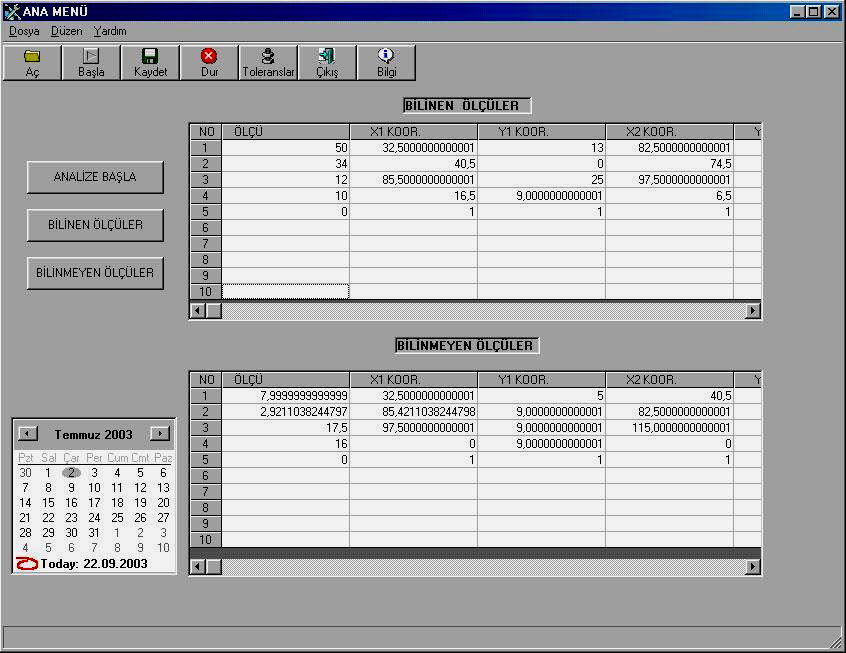 ANA MENÜ
Dosya Düzen Yardım
Aç Başla Kaydet Dur Toleranslar Çıkış Bilgi
BİLİNEN ÖLÇÜLER
NO ÖLÇÜ X1 KOOR. Y1 KOOR. X2 KOOR. Y
1 50 32,5000000000001 13 82,5000000000001
2 34 40,5 0 74,5
3 12 85,5000000000001 25 97,5000000000001
4 10 16,5 9,0000000000001 6,5
5 0 1 1 1
6
7
8
9
10
ANALİZE BAŞLA
BİLİNEN ÖLÇÜLER
BİLİNMEYEN ÖLÇÜLER
BİLİNMEYEN ÖLÇÜLER
NO ÖLÇÜ X1 KOOR. Y1 KOOR. X2 KOOR. Y
1 7,9999999999999 32,5000000000001 5 40,5
2 2,9211038244797 85,4211038244798 9,0000000000001 82,5000000000001
3 17,5 97,5000000000001 9,0000000000001 115,0000000000001
4 16 0 9,0000000000001 0
5 0 1 1 1
6
7
8
9
10
Temmuz 2003
Pzt Sal Çar Per Cum Cmt Paz
30 1 2 3 4 5 6
7 8 9 10 11 12 13
14 15 16 17 18 19 20
21 22 23 24 25 26 27
28 29 30 31 1 2 3
4 5 6 7 8 9 10
Today: 22.09.2003